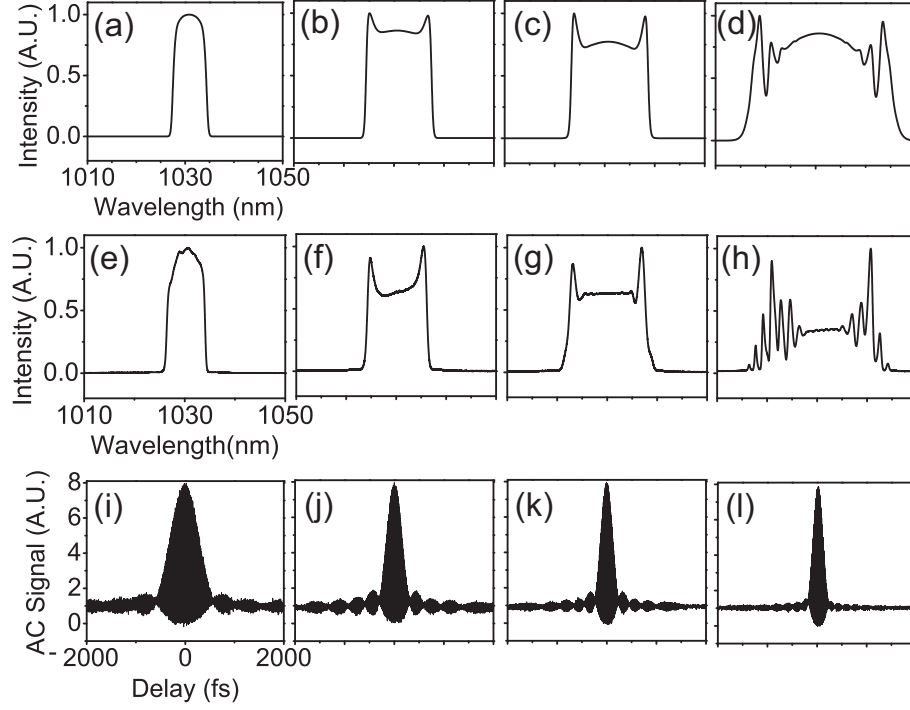 (a) (b) (c) (d)
Intensity (A.U.)
1.0
0.5
0.0
1010 1030 1050
Wavelength (nm)
(e) (f) (g) (h)
Intensity (A.U.)
1.0
0.5
0.0
1010 1030 1050
Wavelength(nm)
(i) (j) (k) (l)
AC Signal (A.U.)
8
6
4
2
0
- 2000 0 2000
Delay (fs)